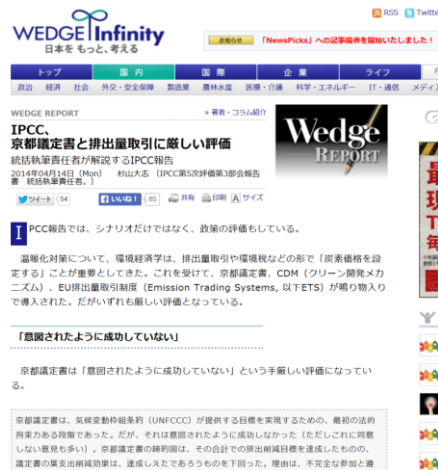 RSS Twitte
WEDGE Infinity
日本を もっと、考える
お知らせ 「NewsPicks」への記事提供を開始いたしました!
トップ 国内 国際 企業 ライフ
政治 経済 社会 外交・安全保障 製造業 農林水産 医療・介護 科学・エネルギー IT・通信 メディ
WEDGE REPORT
» 著者・コラム紹介
IPCC、
京都議定書と排出量取引に厳しい評価
統括執筆責任者が解説するIPCC報告
2014年04月14日(Mon) 杉山大志 (IPCC第5次評価第3部会報告
書 統括執筆責任者。)
Wedge
REPORT
ツイート 54 いいね! 85 共有 印刷 A サイズ
IPCC報告では、シナリオだけではなく、政策の評価もしている。
温暖化対策について、環境経済学は、排出量取引や環境税などの形で「炭素価格を設
定する」ことが重要としてきた。これを受けて、京都議定書、CDM(クリーン開発メカ
ニズム)、EU排出量取引制度(Emission Trading Systems, 以下ETS)が鳴り物入り
で導入された。だがいずれも厳しい評価となっている。
「意図されたように成功していない」
京都議定書は「意図されたように成功していない」という手厳しい評価になってい
る。
京都議定書は、気候変動枠組条約(UNFCCC)が提供する目標を実現するための、最初の法的
拘束力ある段階であった。だが、それは意図されたように成功しなかった(ただしこれに同意
しない意見も多い)。京都議定書の締約国は、その合計での排出削減目標を達成したものの、
議定書の葉支出削減効果は、達成しえたであろうものを下回った。理由は、不完全な参加と遵